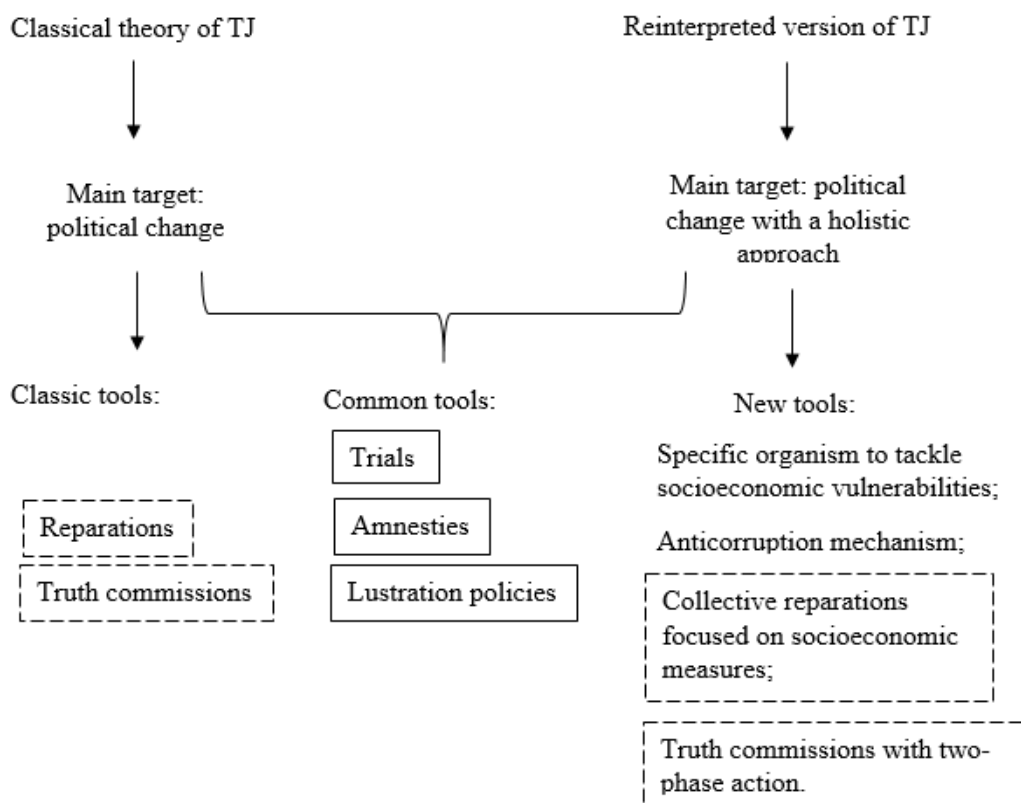 Classical theory of TJ
Reinterpreted version of TJ
Main target:
political change
Main target: political
change with a holistic
approach
Classic tools:
Reparations
Truth commissions
Common tools:
Trials
Amnesties
Lustration policies
New tools:
Specific organism to tackle
socioeconomic vulnerabilities;
Anticorruption mechanism;
Collective reparations
focused on socioeconomic
measures;
Truth commissions with two-
phase action.